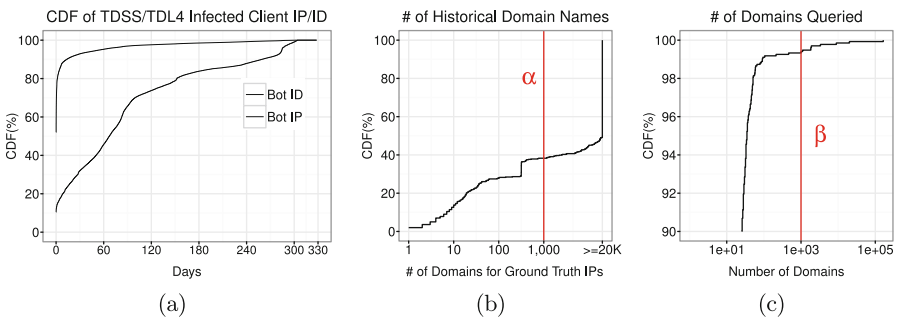 CDF of TDSS/TDL4 Infected Client IP/ID
CDF(%)
100
80
60
40
20
0
Bot ID
Bot IP
0 60 120 180 240 300 330
Days
(a)
# of Historical Domain Names
CDF(%)
100
80
60
40
20
0
α
1 10 100 1,000 >=20K
# of Domains for Ground Truth IPs
(b)
# of Domains Queried
CDF(%)
100
98
96
94
92
90
β
1e+01 1e+03 1e+05
Number of Domains
(c)